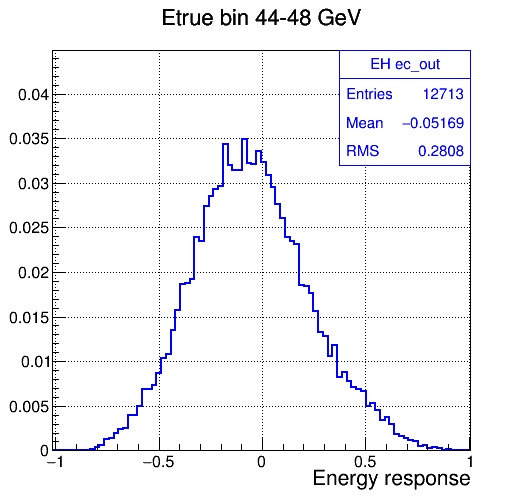 Etrue bin 44-48 GeV
EH ec_out
Entries 12713
Mean −0.05169
RMS 0.2808
0.04
0.035
0.03
0.025
0.02
0.015
0.01
0.005
0
−1 −0.5 0 0.5 1
Energy response